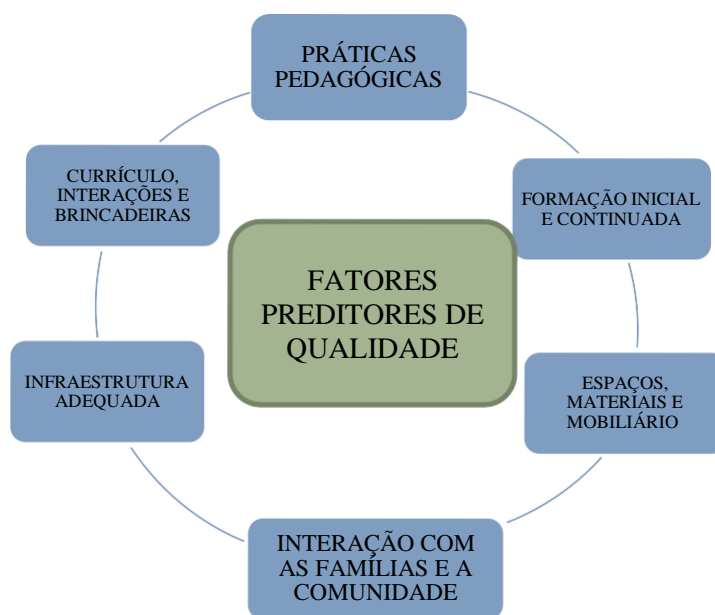 PRÁTICAS
PEDAGÓGICAS
CURRÍCULO,
INTERAÇÕES E
BRINCADEIRAS
FORMAÇÃO INICIAL
E CONTINUADA
FATORES
PREDITORES DE
QUALIDADE
INFRAESTRUTURA
ADEQUADA
ESPAÇOS,
MATERIAIS E
MOBILIÁRIO
INTERAÇÃO COM
AS FAMÍLIAS E A
COMUNIDADE